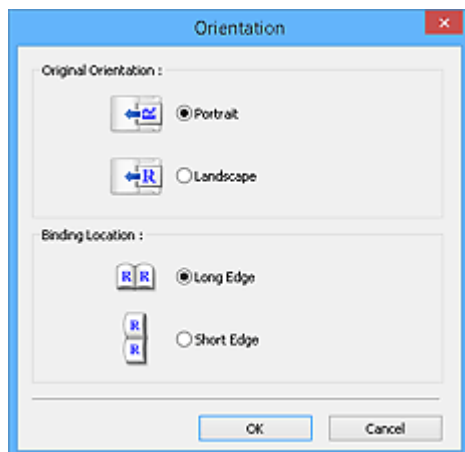 Orientation
Original Orientation :
R
Portrait
R
Landscape
Binding Location :
R R
Long Edge
R
R
Short Edge
OK Cancel